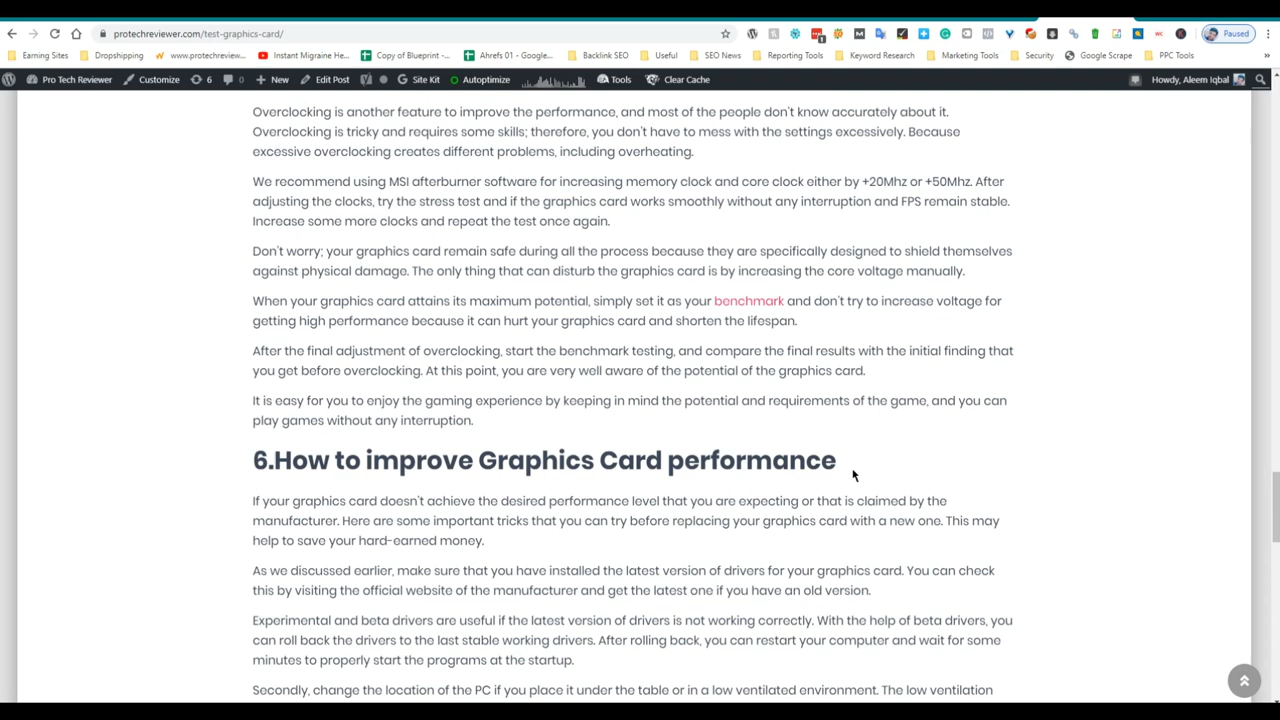 protechreviewer.com/test-graphics-card/
Paused
Earning Sites
Dropshipping
www.protechreview...
Instant Migraine He...
Copy of Blueprint -...
Ahrefs 01 - Google...
Backlink SEO
Useful
SEO News
Reporting Tools
Keyword Research
Marketing Tools
Security
Google Scrape
PPC Tools
Pro Tech Reviewer
Customize
6
0
New
Edit Post
Site Kit
Autoptimize
Tools
Clear Cache
Howdy, Aleem Iqbal
Overclocking is another feature to improve the performance, and most of the people don't know accurately about it.
Overclocking is tricky and requires some skills; therefore, you don't have to mess with the settings excessively. Because
excessive overclocking creates different problems, including overheating.
We recommend using MSI afterburner software for increasing memory clock and core clock either by +20Mhz or +50Mhz. After
adjusting the clocks, try the stress test and if the graphics card works smoothly without any interruption and FPS remain stable.
Increase some more clocks and repeat the test once again.
Don't worry; your graphics card remain safe during all the process because they are specifically designed to shield themselves
against physical damage. The only thing that can disturb the graphics card is by increasing the core voltage manually.
When your graphics card attains its maximum potential, simply set it as your benchmark and don't try to increase voltage for
getting high performance because it can hurt your graphics card and shorten the lifespan.
After the final adjustment of overclocking, start the benchmark testing, and compare the final results with the initial finding that
you get before overclocking. At this point, you are very well aware of the potential of the graphics card.
It is easy for you to enjoy the gaming experience by keeping in mind the potential and requirements of the game, and you can
play games without any interruption.
6.How to improve Graphics Card performance
If your graphics card doesn't achieve the desired performance level that you are expecting or that is claimed by the
manufacturer. Here are some important tricks that you can try before replacing your graphics card with a new one. This may
help to save your hard-earned money.
As we discussed earlier, make sure that you have installed the latest version of drivers for your graphics card. You can check
this by visiting the official website of the manufacturer and get the latest one if you have an old version.
Experimental and beta drivers are useful if the latest version of drivers is not working correctly. With the help of beta drivers, you
can roll back the drivers to the last stable working drivers. After rolling back, you can restart your computer and wait for some
minutes to properly start the programs at the startup.
Secondly, change the location of the PC if you place it under the table or in a low ventilated environment. The low ventilation